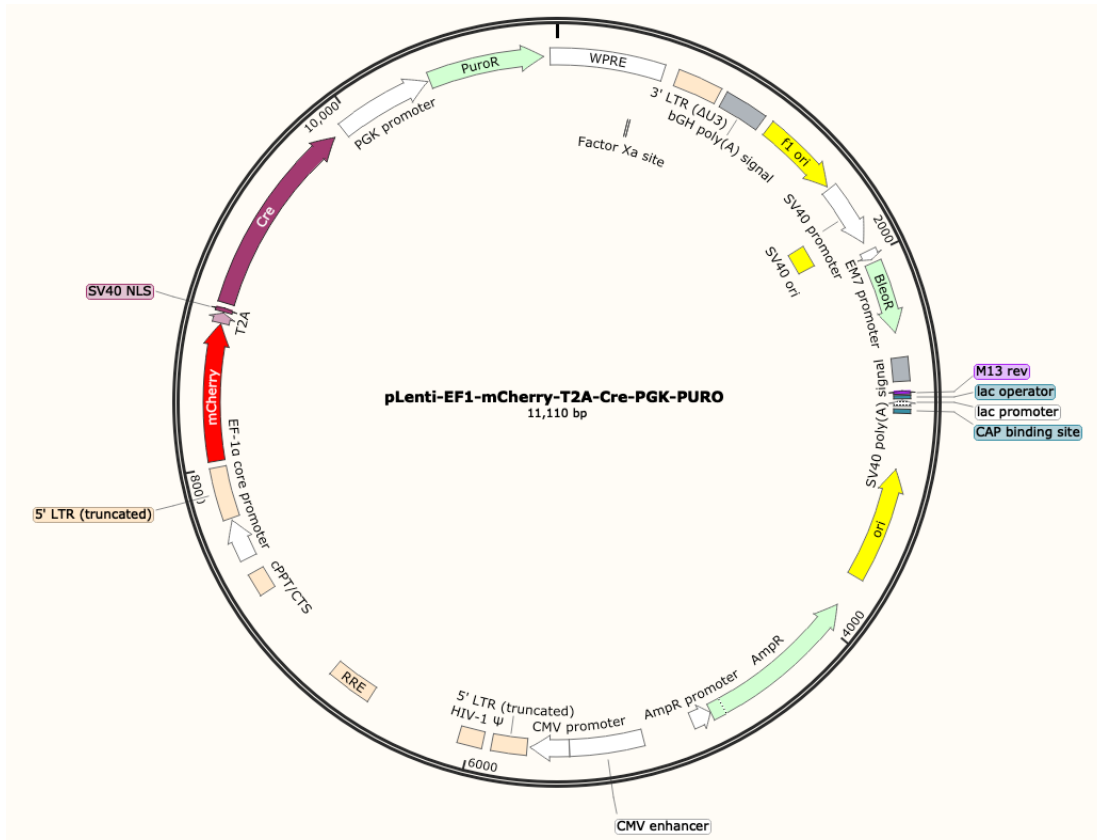 PuroR
WPRE
10,000
PGK promoter
3' LTR (ΔU3)
bGH poly(A) signal
Factor Xa site
f1 ori
SV40 promoter
2000
SV40 ori
EM7 promoter
BleoR
Cre
SV40 NLS
T2A
mCherry
pLenti-EF1-mCherry-T2A-Cre-PGK-PURO
11,110 bp
SV40 poly(A) signal
M13 rev
lac operator
lac promoter
CAP binding site
EF-1α core promoter
8000
5' LTR (truncated)
cPPT/CTS
ori
4000
AmpR
AmpR promoter
RRE
5' LTR (truncated)
HIV-1 Ψ
CMV promoter
6000
CMV enhancer